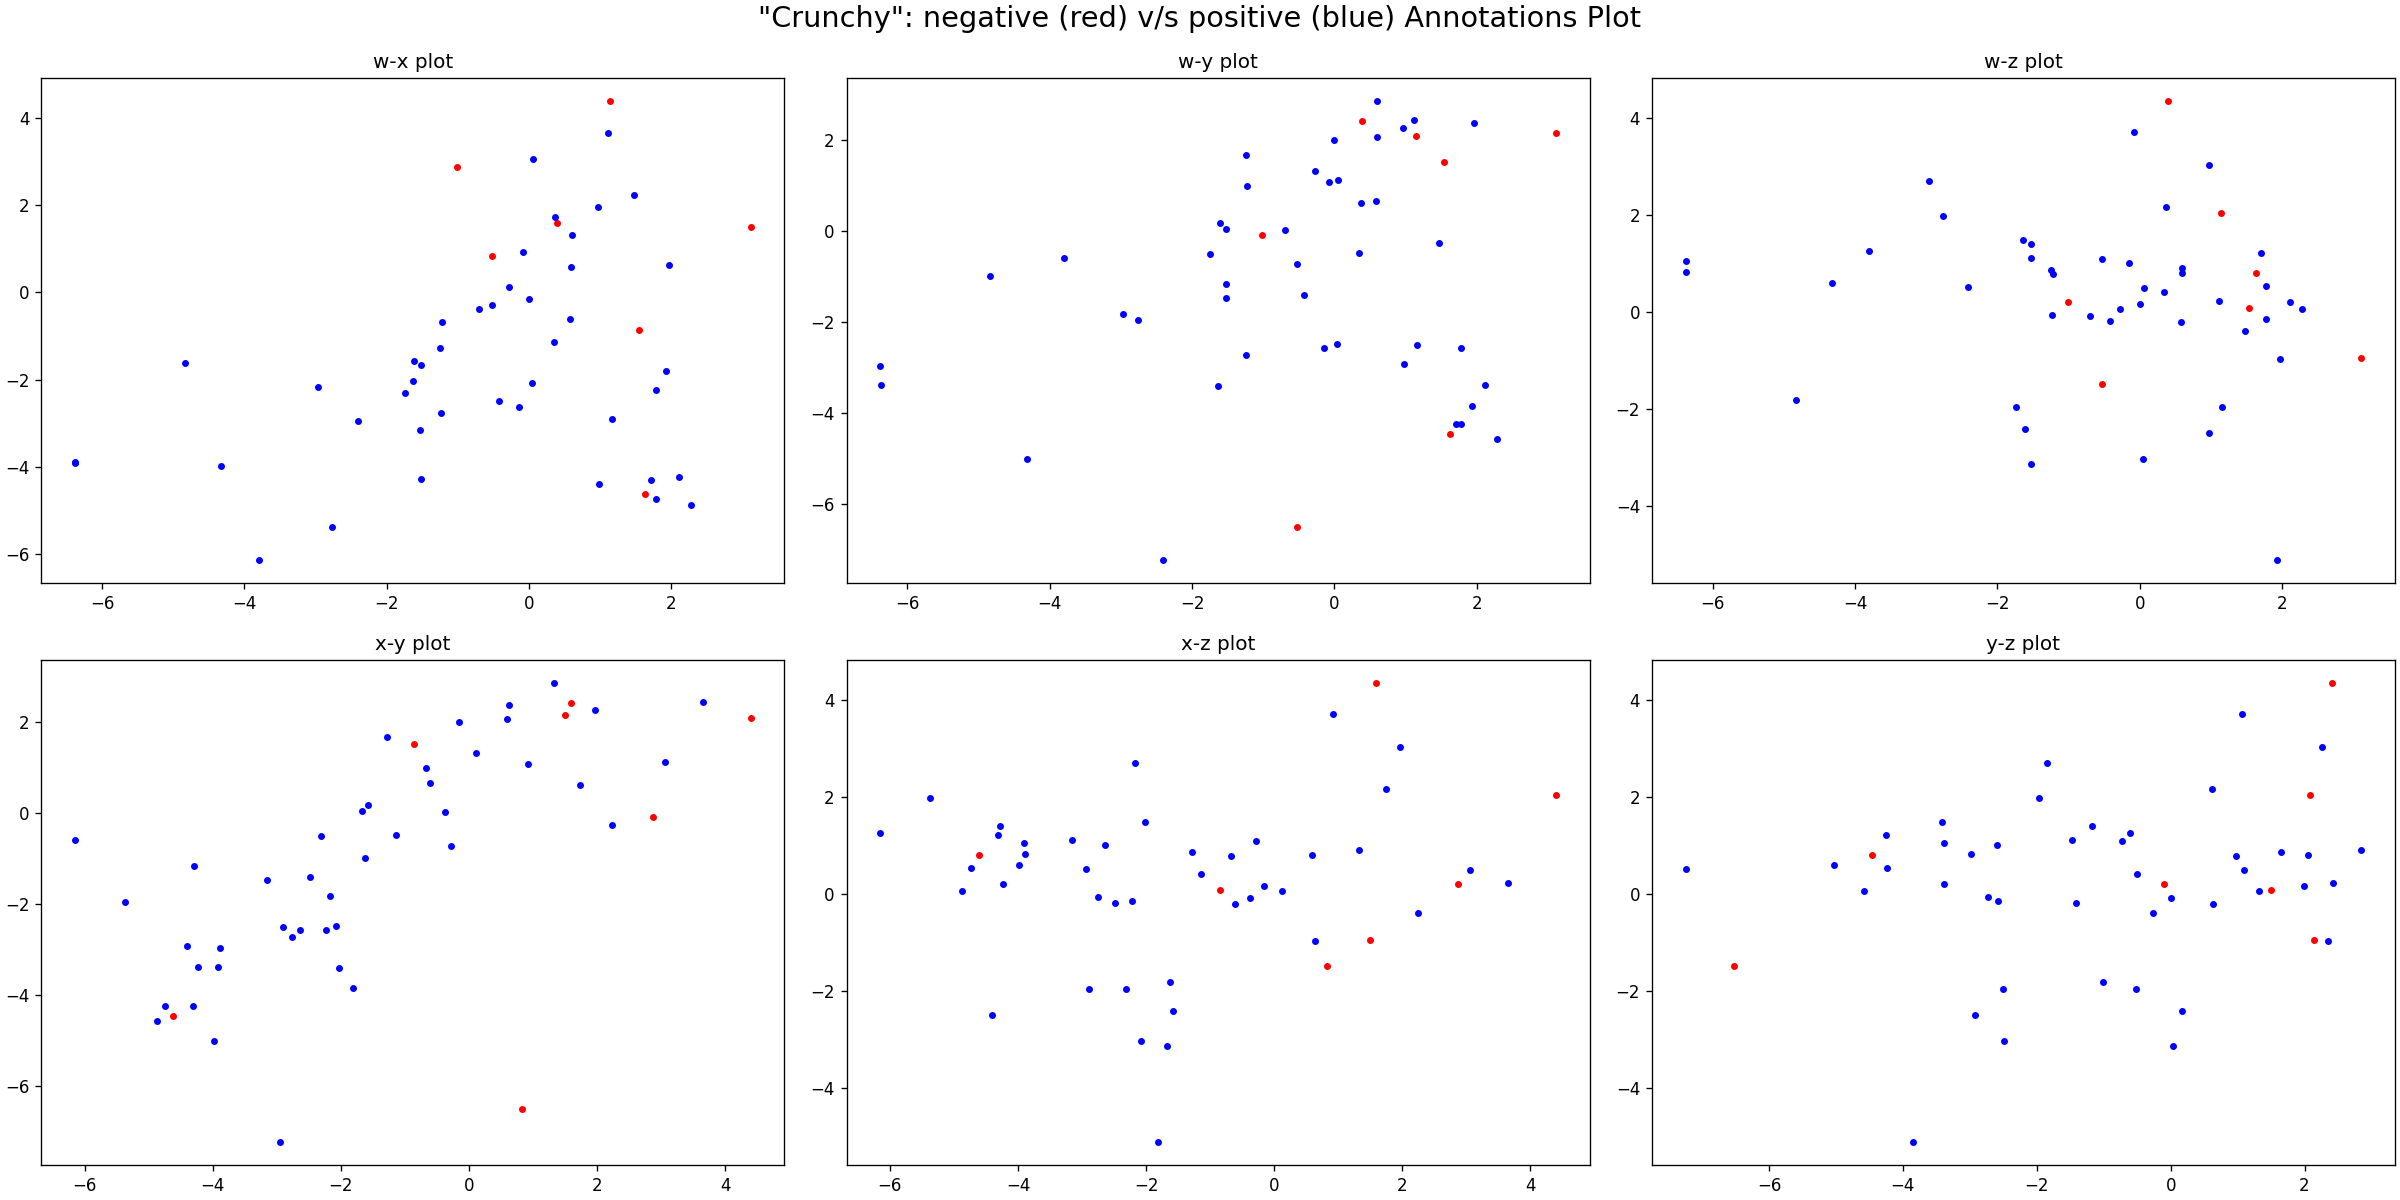 "Crunchy": negative (red) v/s positive (blue) Annotations Plot
w-x plot
4
2
0
−2
−4
−6
−6 −4 −2 0 2
w-y plot
2
0
−2
−4
−6
−6 −4 −2 0 2
w-z plot
4
2
0
−2
−4
−6 −4 −2 0 2
x-y plot
2
0
−2
−4
−6
−6 −4 −2 0 2 4
x-z plot
4
2
0
−2
−4
−6 −4 −2 0 2 4
y-z plot
4
2
0
−2
−4
−6 −4 −2 0 2